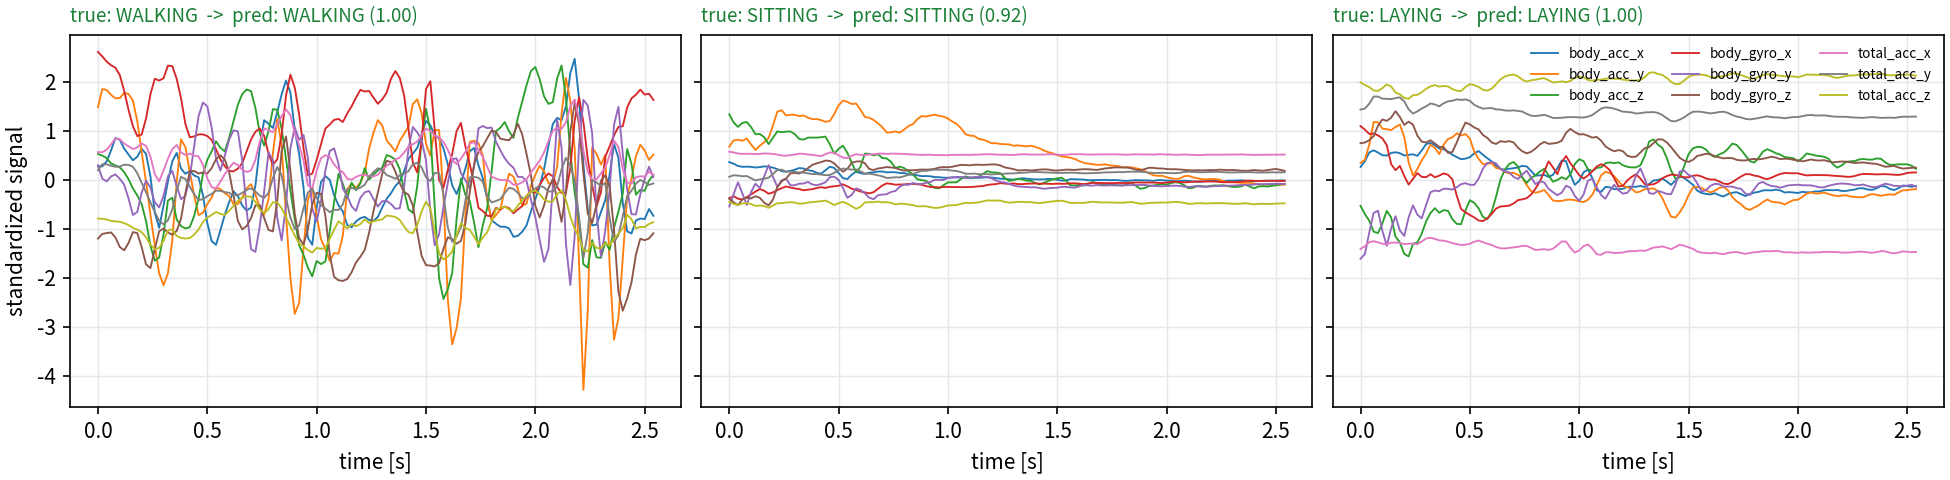 true: WALKING -> pred: WALKING (1.00)
true: SITTING -> pred: SITTING (0.92)
true: LAYING -> pred: LAYING (1.00)
standardized signal
2
1
0
-1
-2
-3
-4
body_acc_x
body_acc_y
body_acc_z
body_gyro_x
body_gyro_y
body_gyro_z
total_acc_x
total_acc_y
total_acc_z
0.0 0.5 1.0 1.5 2.0 2.5
0.0 0.5 1.0 1.5 2.0 2.5
0.0 0.5 1.0 1.5 2.0 2.5
time [s]
time [s]
time [s]